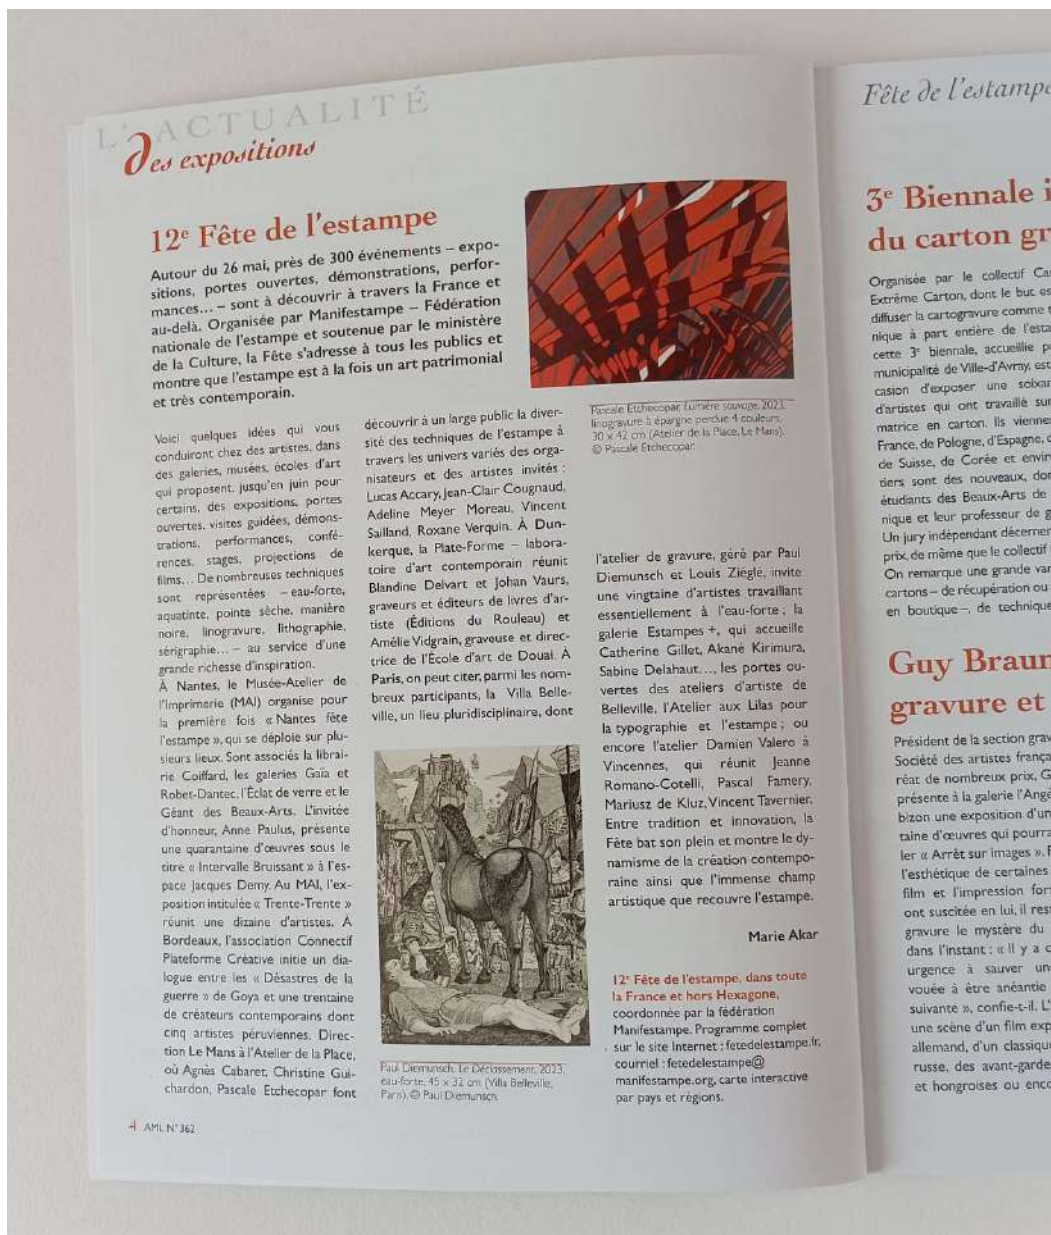 L'ACTUALITÉ
des expositions
12e Fête de l'estampe
Autour du 26 mai, près de 300 événements – expo-
sitions, portes ouvertes, démonstrations, perfor-
mances… – sont à découvrir à travers la France et
au-delà. Organisée par Manifestampe – Fédération
nationale de l'estampe et soutenue par le ministère
de la Culture, la Fête s'adresse à tous les publics et
montre que l'estampe est à la fois un art patrimonial
et très contemporain.
Voici quelques idées qui vous
conduiront chez des artistes, dans
des galeries, musées, écoles d'art
qui proposent, jusqu'en juin pour
certains, des expositions, portes
ouvertes, visites guidées, démons-
trations, performances, confé-
rences, stages, projections de
films… De nombreuses techniques
sont représentées – eau-forte,
aquatinte, pointe sèche, manière
noire, linogravure, lithographie,
sérigraphie… – au service d'une
grande richesse d'inspiration.
À Nantes, le Musée-Atelier de
l'Imprimerie (MAI) organise pour
la première fois « Nantes fête
l'estampe », qui se déploie sur plu-
sieurs lieux. Sont associés la librai-
rie Coiffard, les galeries Gaïa et
Robet-Dantec, l'Éclat de verre et le
Géant des Beaux-Arts. L'invitée
d'honneur, Anne Paulus, présente
une quarantaine d'œuvres sous le
titre « Intervalle Bruissant » à l'es-
pace Jacques Demy. Au MAI, l'ex-
position intitulée « Trente-Trente »
réunit une dizaine d'artistes. À
Bordeaux, l'association Connectif
Plateforme Créative initie un dia-
logue entre les « Désastres de la
guerre » de Goya et une trentaine
de créateurs contemporains dont
cinq artistes péruviennes. Direc-
tion Le Mans à l'Atelier de la Place,
où Agnès Cabaret, Christine Gui-
chardon, Pascale Etchecopar font
découvrir à un large public la diver-
sité des techniques de l'estampe à
travers les univers variés des orga-
nisateurs et des artistes invités :
Lucas Accary, Jean-Clair Cougnaud,
Adeline Meyer Moreau, Vincent
Sailland, Roxane Verquin. À Dun-
kerque, la Plate-Forme – labora-
toire d'art contemporain réunit
Blandine Delvart et Johan Vaurs,
graveurs et éditeurs de livres d'ar-
tiste (Éditions du Rouleau) et
Amélie Vidgrain, graveuse et direc-
trice de l'École d'art de Douai. À
Paris, on peut citer, parmi les nom-
breux participants, la Villa Belle-
ville, un lieu pluridisciplinaire, dont
Pascale Etchecopar, Lumière sauvage, 2023,
linogravure à épargne perdue 4 couleurs,
30 x 42 cm (Atelier de la Place, Le Mans).
© Pascale Etchecopar.
l'atelier de gravure, géré par Paul
Diemunsch et Louis Ziéglé, invite
une vingtaine d'artistes travaillant
essentiellement à l'eau-forte ; la
galerie Estampes +, qui accueille
Catherine Gillet, Akané Kirimura,
Sabine Delahaut…, les portes ou-
vertes des ateliers d'artiste de
Belleville, l'Atelier aux Lilas pour
la typographie et l'estampe ; ou
encore l'atelier Damien Valero à
Vincennes, qui réunit Jeanne
Romano-Cotelli, Pascal Famery,
Mariusz de Kluz, Vincent Tavernier.
Entre tradition et innovation, la
Fête bat son plein et montre le dy-
namisme de la création contempo-
raine ainsi que l'immense champ
artistique que recouvre l'estampe.
Marie Akar
12e Fête de l'estampe, dans toute
la France et hors Hexagone,
coordonnée par la fédération
Manifestampe. Programme complet
sur le site Internet : fetedelestampe.fr,
courriel : fetedelestampe@
manifestampe.org, carte interactive
par pays et régions.
Paul Diemunsch, Le Déclassement, 2023,
eau-forte, 45 x 32 cm (Villa Belleville,
Paris). © Paul Diemunsch.
4 AML N°362
Fête de l'estampe
3e Biennale i
du carton gr
Organisée par le collectif Ca
Extrême Carton, dont le but es
diffuser la cartogravure comme t
nique à part entière de l'esta
cette 3e biennale, accueillie p
municipalité de Ville-d'Avray, est
casion d'exposer une soixa
d'artistes qui ont travaillé sur
matrice en carton. Ils vienne
France, de Pologne, d'Espagne, d
de Suisse, de Corée et envir
tiers sont des nouveaux, don
étudiants des Beaux-Arts de
nique et leur professeur de g
Un jury indépendant décerner
prix, de même que le collectif
On remarque une grande var
cartons – de récupération ou
en boutique –, de technique
Guy Braun
gravure et
Président de la section grav
Société des artistes frança
réat de nombreux prix, G
présente à la galerie l'Ange
bizon une exposition d'un
taine d'œuvres qui pourra
ler « Arrêt sur images ». F
l'esthétique de certaines
film et l'impression for
ont suscitée en lui, il res
gravure le mystère du
dans l'instant : « Il y a c
urgence à sauver un
vouée à être anéantie
suivante », confie-t-il. L'
une scène d'un film exp
allemand, d'un classiqu
russe, des avant-garde
et hongroises ou enco